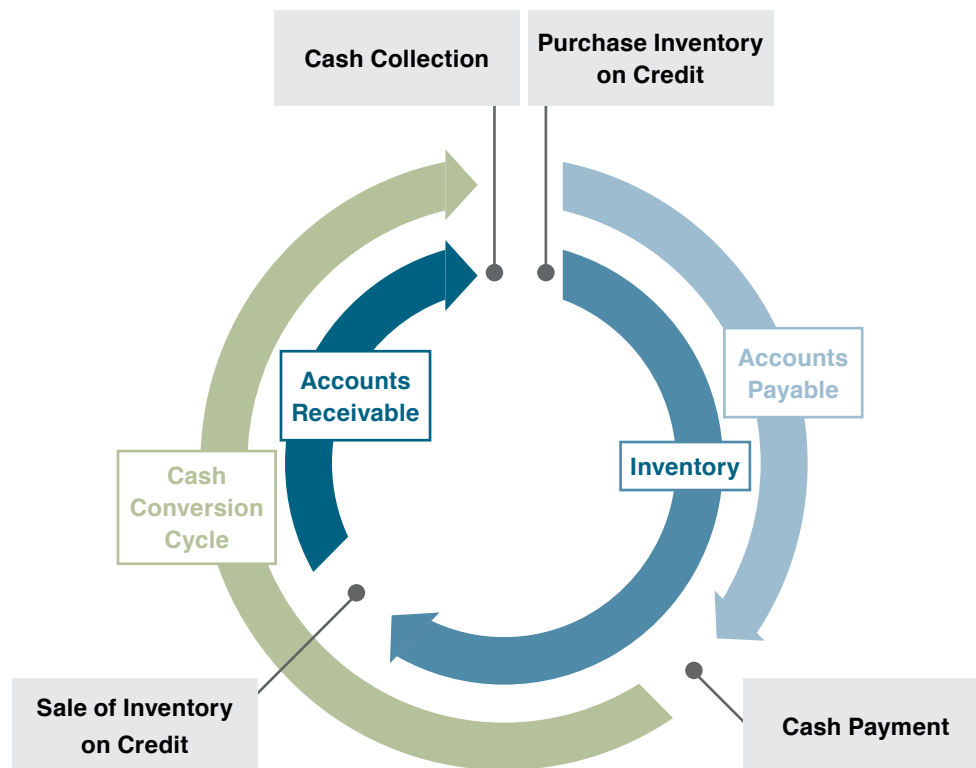 Cash Collection
Purchase Inventory
on Credit
Accounts
Receivable
Accounts
Payable
Inventory
Cash
Conversion
Cycle
Sale of Inventory
on Credit
Cash Payment